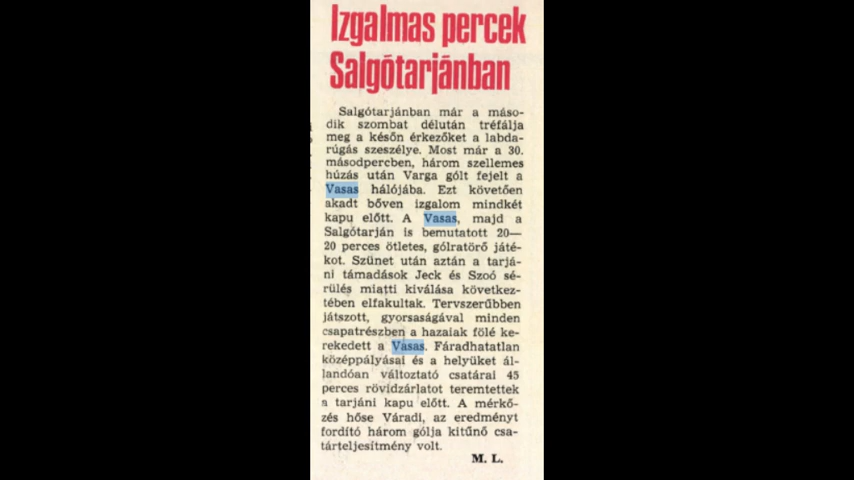 Izgalmas percek
Salgótarjánban
Salgótarjánban már a máso-
dik szombat délután tréfálja
meg a későn érkezőket a labda-
rúgás szeszélye. Most már a 30.
másodpercben, három szellemes
húzás után Varga gólt fejelt a
Vasas hálójába. Ezt követően
akadt bőven izgalom mindkét
kapu előtt. A Vasas, majd a
Salgótarján is bemutatott 20—
20 perces ötletes, gólratörő játé-
kot. Szünet után aztán a tarjá-
ni támadások Jeck és Szoó sé-
rülés miatti kiválása következ-
tében elfakultak. Tervszerűbben
játszott, gyorsaságával minden
csapatrészben a hazaiak fölé ke-
rekedett a Vasas. Fáradhatatlan
középpályásai és a helyüket ál-
landóan változtató csatárai 45
perces rövidzárlatot teremtettek
a tarjáni kapu előtt. A mérkő-
zés hőse Váradi, az eredményt
fordító három gólja kitűnő csa-
tárteljesítmény volt.
M. L.